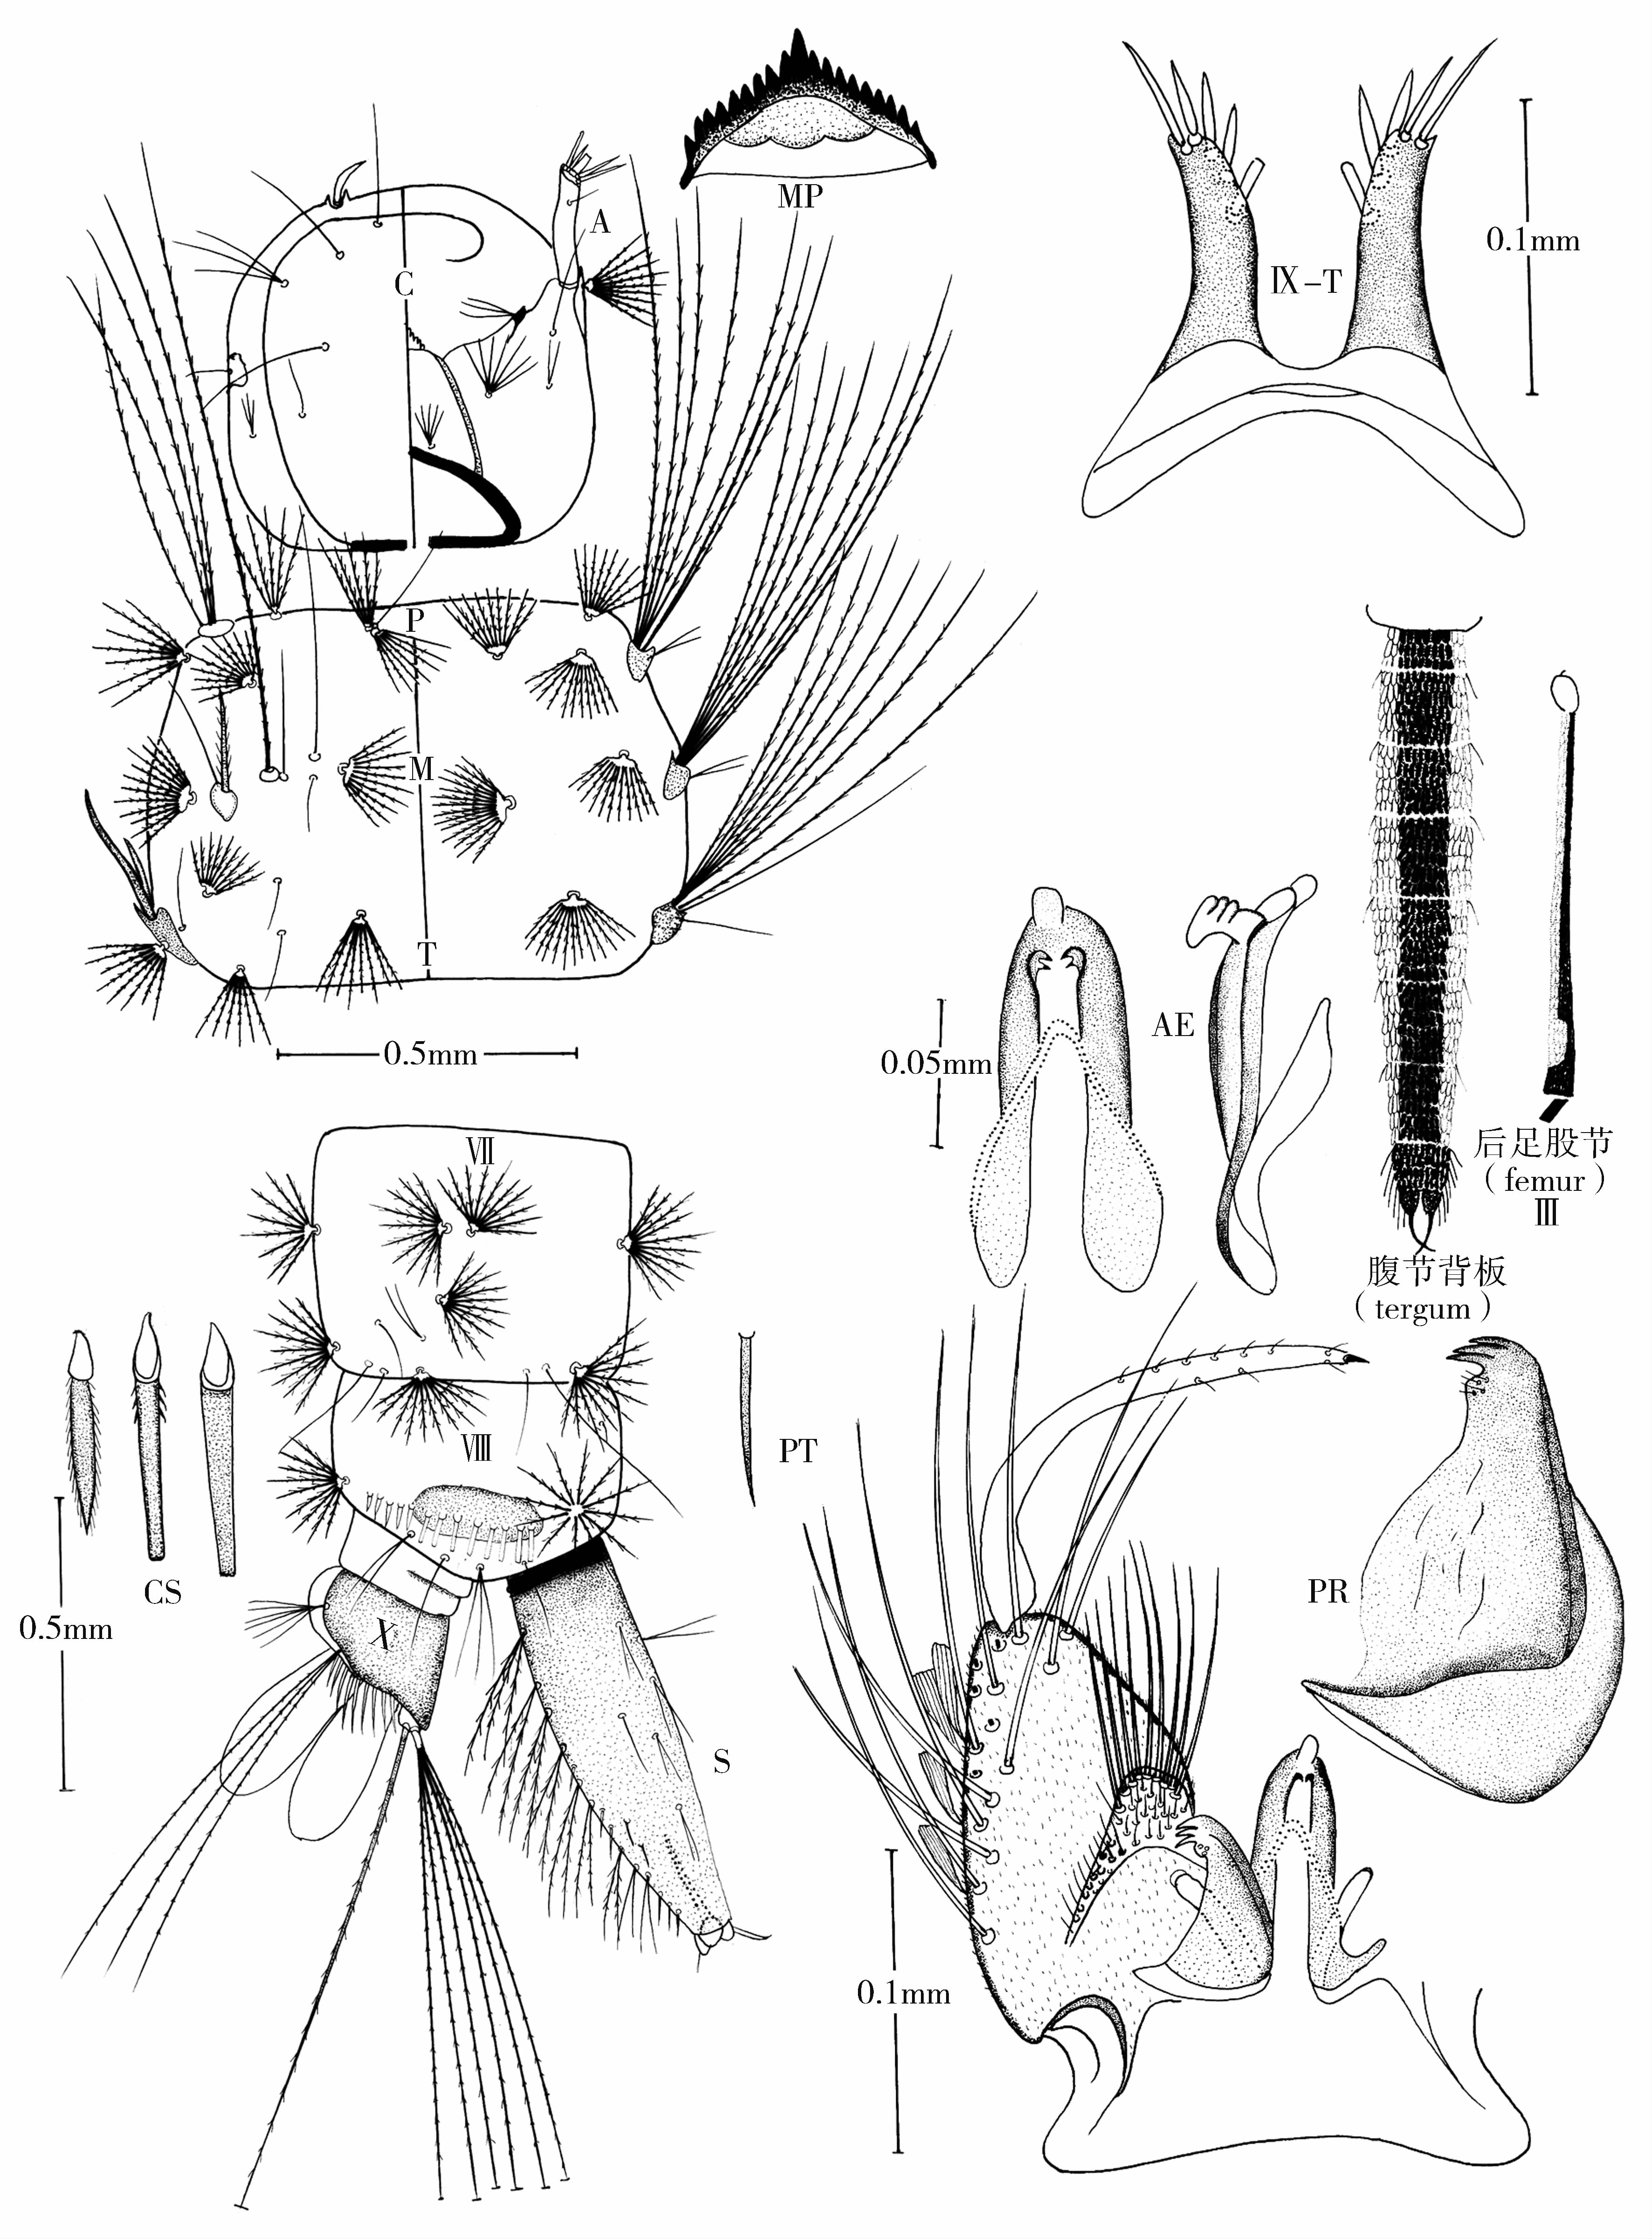 MP
A
C
Ⅸ–T
0.1mm
P
M
T
0.5mm
AE
0.05mm
后足股节
( femur )
Ⅲ
腹节背板
( tergum )
Ⅶ
Ⅷ
PT
CS
0.5mm
X
S
PR
0.1mm